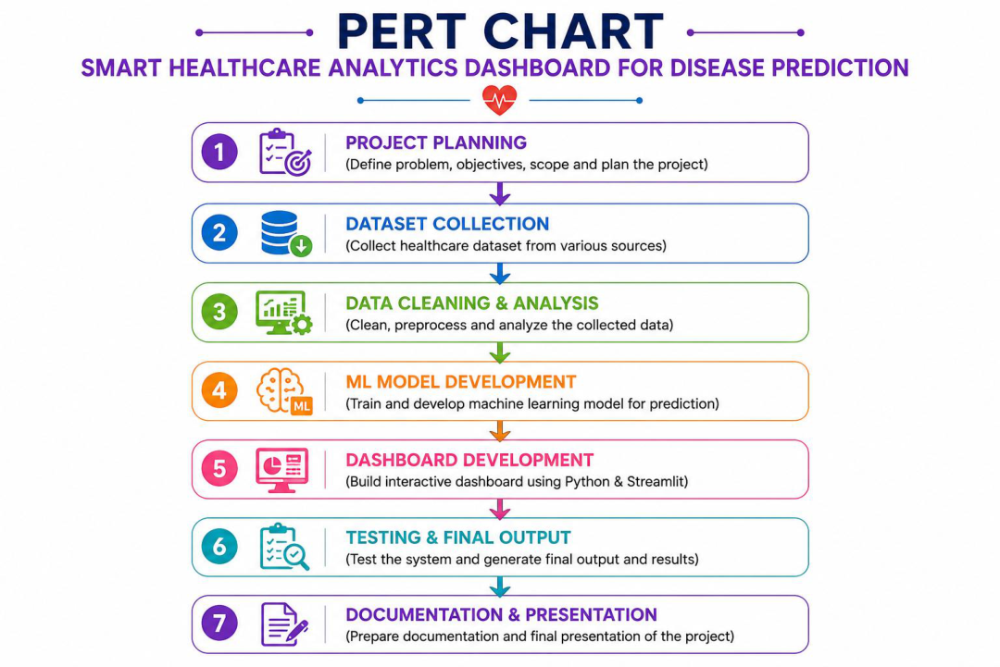 PERT CHART
SMART HEALTHCARE ANALYTICS DASHBOARD FOR DISEASE PREDICTION
1
PROJECT PLANNING
(Define problem, objectives, scope and plan the project)
2
DATASET COLLECTION
(Collect healthcare dataset from various sources)
3
DATA CLEANING & ANALYSIS
(Clean, preprocess and analyze the collected data)
4
ML
ML MODEL DEVELOPMENT
(Train and develop machine learning model for prediction)
5
DASHBOARD DEVELOPMENT
(Build interactive dashboard using Python & Streamlit)
6
TESTING & FINAL OUTPUT
(Test the system and generate final output and results)
7
DOCUMENTATION & PRESENTATION
(Prepare documentation and final presentation of the project)